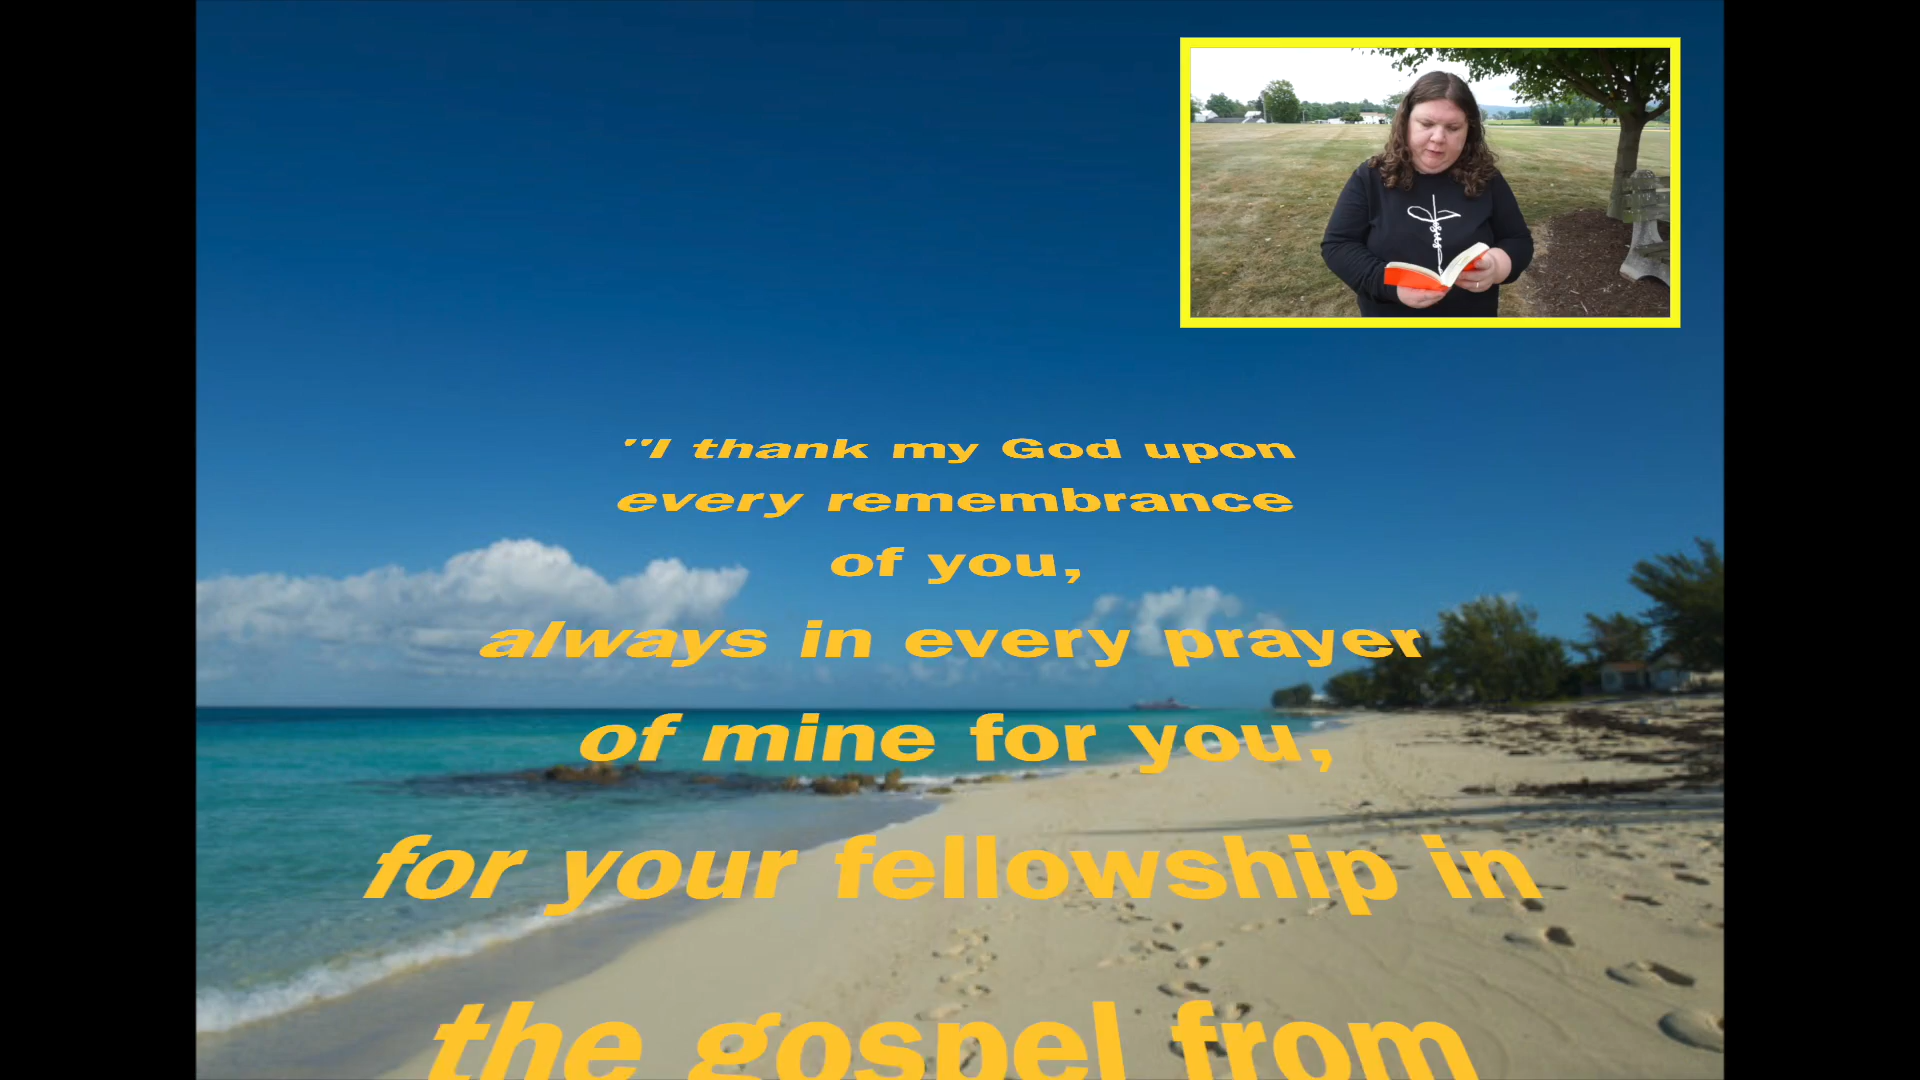 "I thank my God upon
every remembrance
of you,
always in every prayer
of mine for you,
for your fellowship in
the gospel from
Jesus